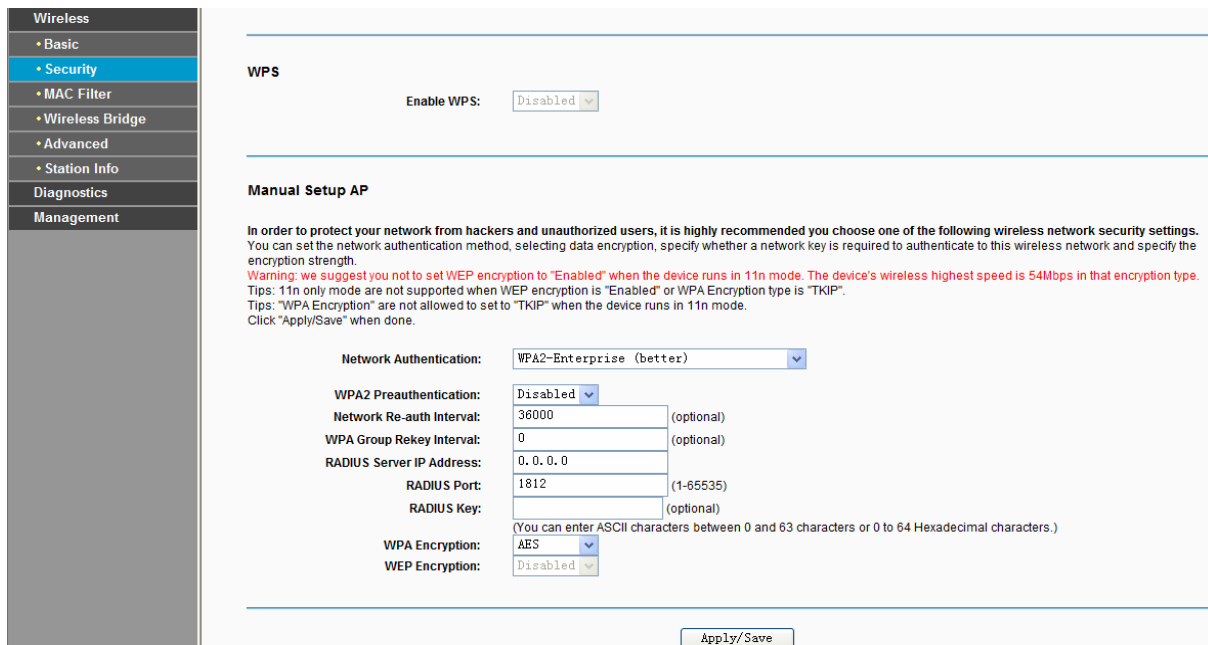 Wireless
• Basic
• Security
• MAC Filter
• Wireless Bridge
• Advanced
• Station Info
Diagnostics
Management
WPS
Enable WPS: Disabled
Manual Setup AP
In order to protect your network from hackers and unauthorized users, it is highly recommended you choose one of the following wireless network security settings.
You can set the network authentication method, selecting data encryption, specify whether a network key is required to authenticate to this wireless network and specify the
encryption strength.
Warning: we suggest you not to set WEP encryption to "Enabled" when the device runs in 11n mode. The device's wireless highest speed is 54Mbps in that encryption type.
Tips: 11n only mode are not supported when WEP encryption is "Enabled" or WPA Encryption type is "TKIP".
Tips: "WPA Encryption" are not allowed to set to "TKIP" when the device runs in 11n mode.
Click "Apply/Save" when done.
Network Authentication: WPA2-Enterprise (better)
WPA2 Preauthentication: Disabled
Network Re-auth Interval: 36000 (optional)
WPA Group Rekey Interval: 0 (optional)
RADIUS Server IP Address: 0.0.0.0
RADIUS Port: 1812 (1-65535)
RADIUS Key: (optional)
(You can enter ASCII characters between 0 and 63 characters or 0 to 64 Hexadecimal characters.)
WPA Encryption: AES
WEP Encryption: Disabled
Apply/Save